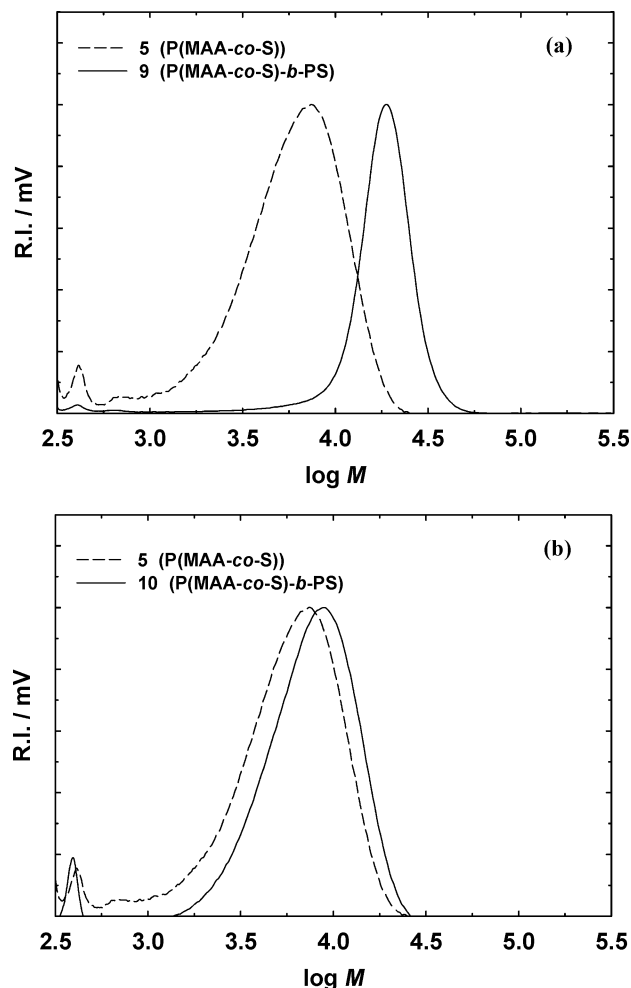 (a)
5 (P(MAA-co-S))
9 (P(MAA-co-S)-b-PS)
R.I. / mV
2.5 3.0 3.5 4.0 4.5 5.0 5.5
log M
(b)
5 (P(MAA-co-S))
10 (P(MAA-co-S)-b-PS)
R.I. / mV
2.5 3.0 3.5 4.0 4.5 5.0 5.5
log M